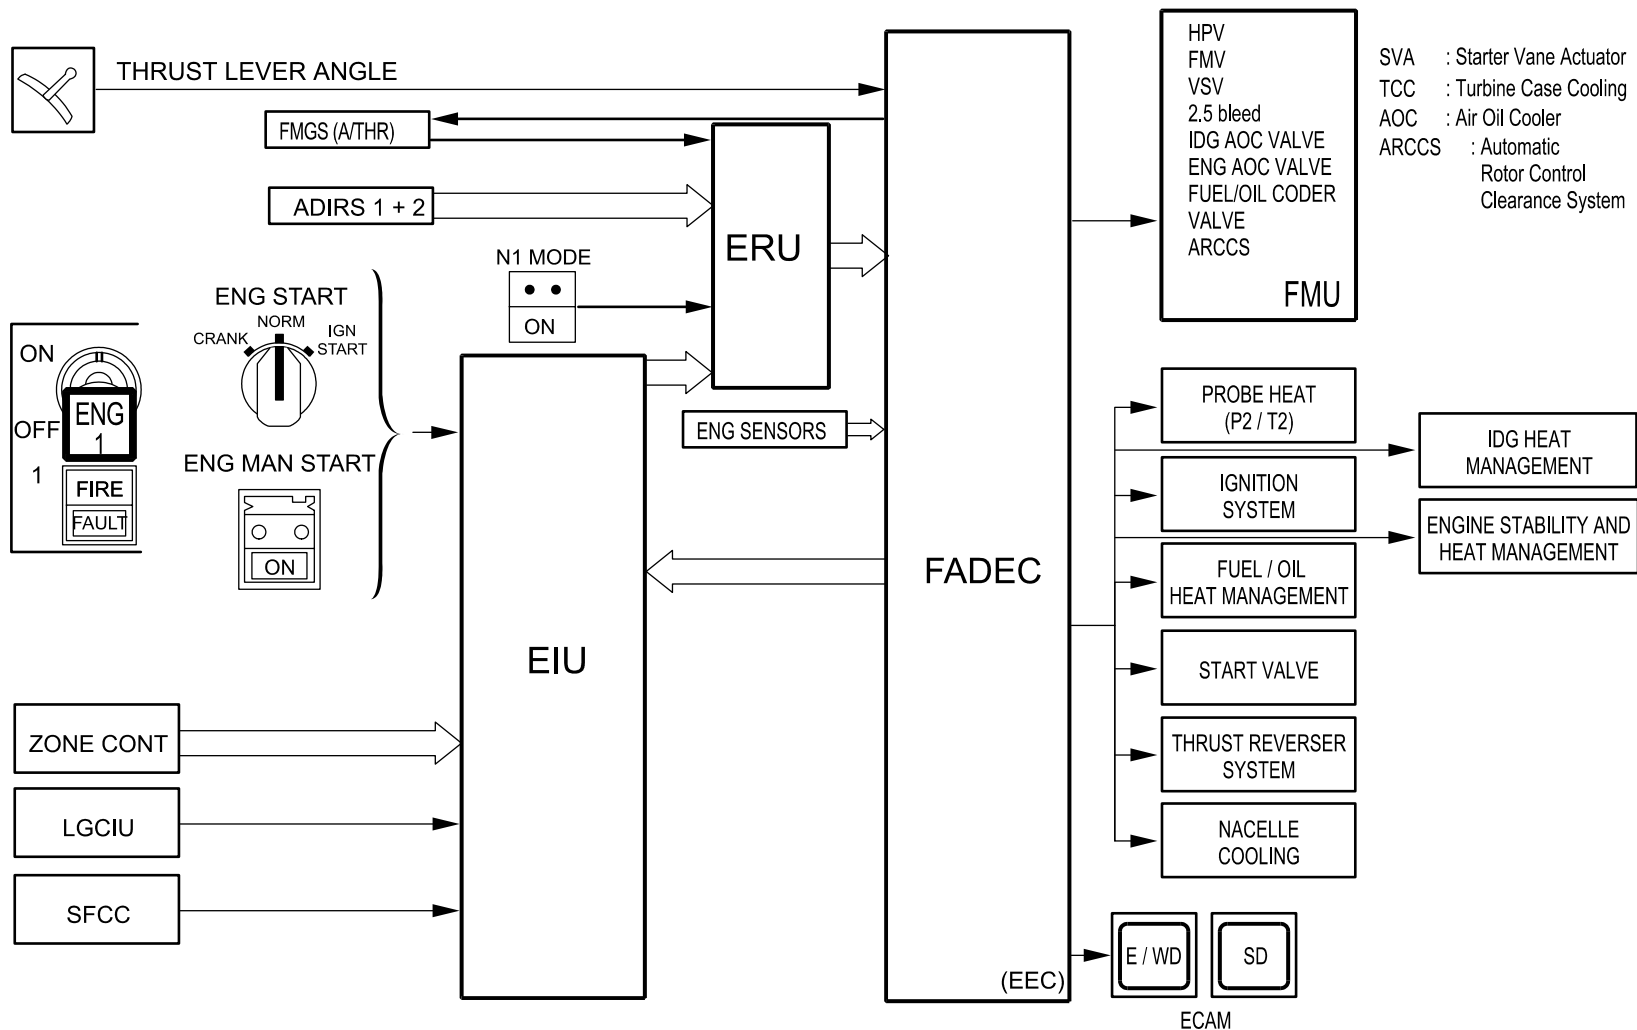 THRUST LEVER ANGLE
FMGS (A/THR)
ADIRS 1 + 2
N1 MODE
ON
ERU
ENG START
CRANK
NORM
IGN
START
ON
OFF
1
ENG
1
FIRE
FAULT
ENG MAN START
ON
ENG SENSORS
EIU
ZONE CONT
LGCIU
SFCC
FADEC
(EEC)
HPV
FMV
VSV
2.5 bleed
IDG AOC VALVE
ENG AOC VALVE
FUEL/OIL CODER
VALVE
ARCCS
FMU
SVA : Starter Vane Actuator
TCC : Turbine Case Cooling
AOC : Air Oil Cooler
ARCCS : Automatic
Rotor Control
Clearance System
PROBE HEAT
(P2 / T2)
IDG HEAT
MANAGEMENT
IGNITION
SYSTEM
ENGINE STABILITY AND
HEAT MANAGEMENT
FUEL / OIL
HEAT MANAGEMENT
START VALVE
THRUST REVERSER
SYSTEM
NACELLE
COOLING
E / WD
SD
ECAM